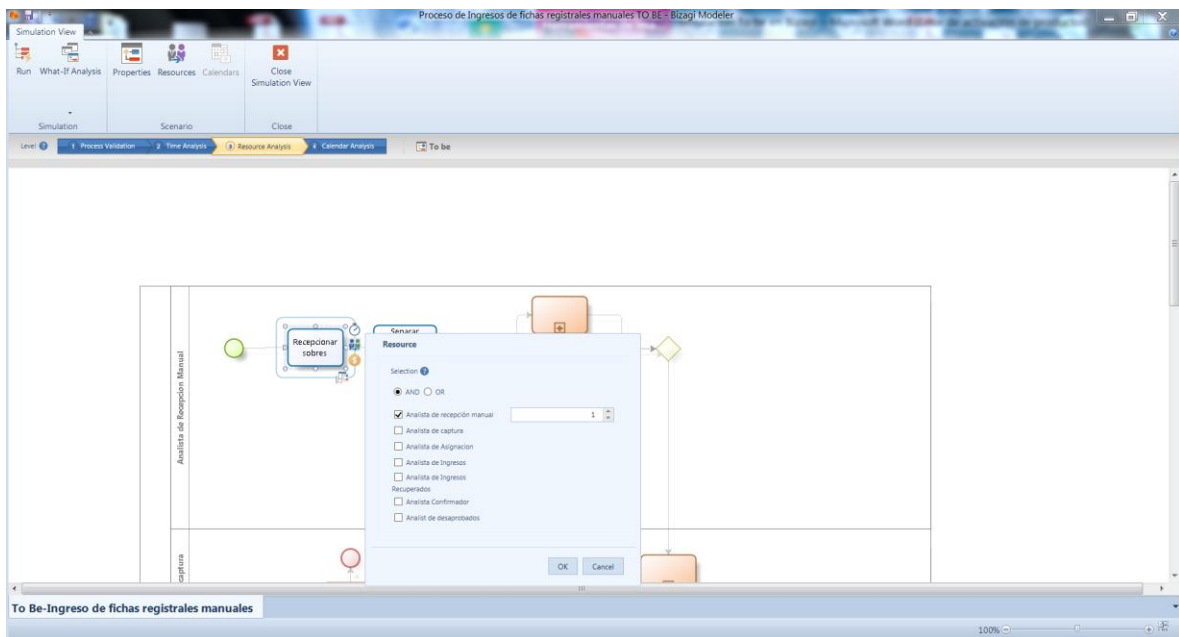 Proceso de Ingresos de fichas registrales manuales TO BE - Bizagi Modeler
Simulation View
Run What-If Analysis Properties Resources Calendars Close Simulation View
Simulation Scenario Close
Level 1 Process Validation 2 Time Analysis 3 Resource Analysis 4 Calendar Analysis To be
Analista de Recepcion Manual
Recepcionar
sobres
Separar
Resource
Selection
AND OR
Analista de recepción manual 1
Analista de captura
Analista de Asignacion
Analista de Ingresos
Analista de Ingresos
Recuperados
Analista Confirmador
Analist de desaprobados
OK Cancel
captura
To Be-Ingreso de fichas registrales manuales
100%